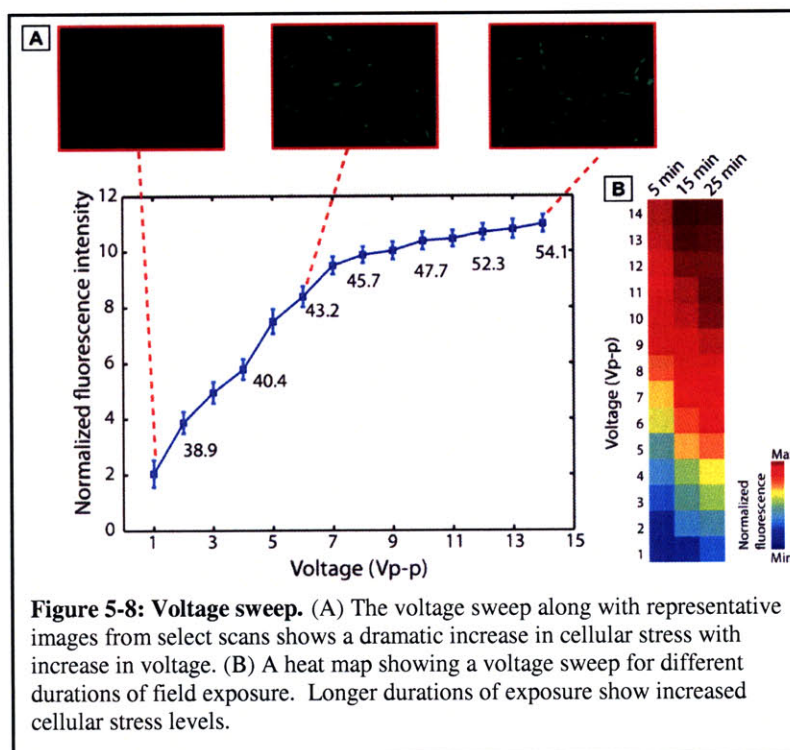 A
12
10
8
6
4
2
0
Normalized fluorescence intensity
38.9
40.4
43.2
45.7
47.7
52.3
54.1
1 3 5 7 9 11 13 15
Voltage (Vp-p)
B
5 min 15 min 25 min
14
13
12
11
10
9
8
7
6
5
4
3
2
1
Voltage (Vp-p)
Normalized
fluorescence
Max
Min
Figure 5-8: Voltage sweep. (A) The voltage sweep along with representative
images from select scans shows a dramatic increase in cellular stress with
increase in voltage. (B) A heat map showing a voltage sweep for different
durations of field exposure. Longer durations of exposure show increased
cellular stress levels.